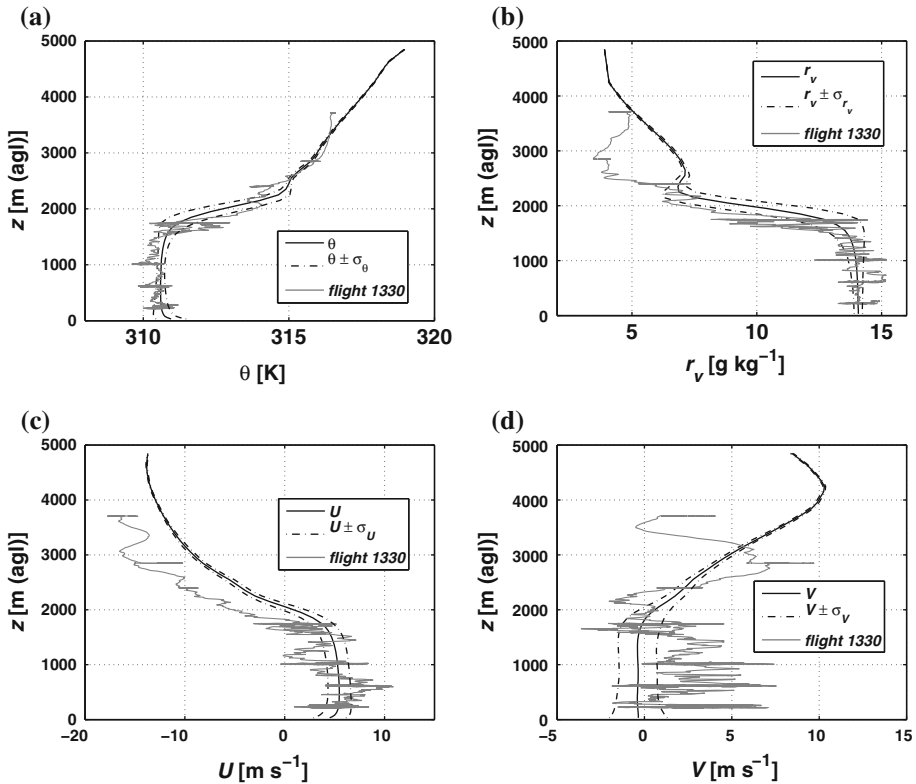 (a)
5000
4000
3000
2000
1000
0
z [m (agl)]
310
315
320
θ [K]
θ
θ ± σθ
flight 1330
(b)
5000
4000
3000
2000
1000
0
z [m (agl)]
5
10
15
rv [g kg−1]
rv
rv ± σrv
flight 1330
(c)
5000
4000
3000
2000
1000
0
z [m (agl)]
−20
−10
0
10
U [m s−1]
U
U ± σU
flight 1330
(d)
5000
4000
3000
2000
1000
0
z [m (agl)]
−5
0
5
10
15
V [m s−1]
V
V ± σV
flight 1330